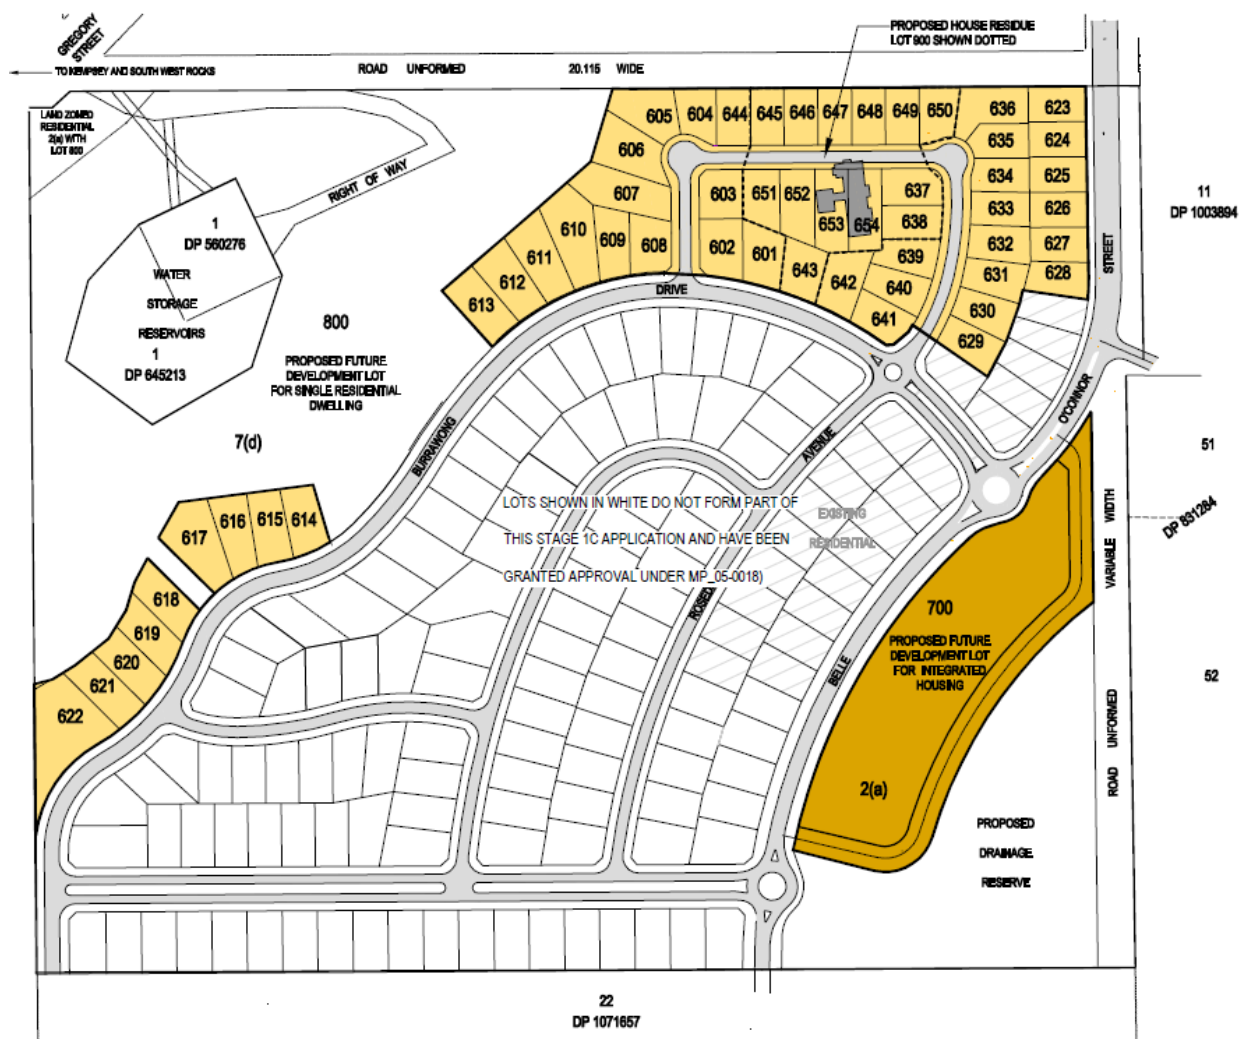 GREGORY
STREET
PROPOSED HOUSE RESIDUE
LOT 900 SHOWN DOTTED
TO KEMPSEY AND SOUTH WEST ROCKS
ROAD UNFORMED 20.115 WIDE
LAND ZONED
RESIDENTIAL
2(a) WITH
LOT 800
RIGHT OF WAY
605 604 644 645 646 647 648 649 650 636 623
635 624
606
634 625
607 603 651 652 637
633 626
653 654 638
610 609 608 602 601 632 627
611 643 639
612 642 631 628
613 640 630
641 629
STREET
11
DP 1003894
1
DP 560276
WATER
STORAGE
RESERVOIRS
1
DP 645213
DRIVE
800
PROPOSED FUTURE
DEVELOPMENT LOT
FOR SINGLE RESIDENTIAL
DWELLING
7(d)
BURRAWONG
AVENUE
O'CONNOR
51
DP 831284
LOTS SHOWN IN WHITE DO NOT FORM PART OF
THIS STAGE 1C APPLICATION AND HAVE BEEN
GRANTED APPROVAL UNDER MP_05-0018)
EXISTING
RESIDENTIAL
ROSED
BELLE
617 616 615 614
618
619
620
621
622
700
PROPOSED FUTURE
DEVELOPMENT LOT
FOR INTEGRATED
HOUSING
2(a)
52
ROAD UNFORMED VARIABLE WIDTH
PROPOSED
DRAINAGE
RESERVE
22
DP 1071657